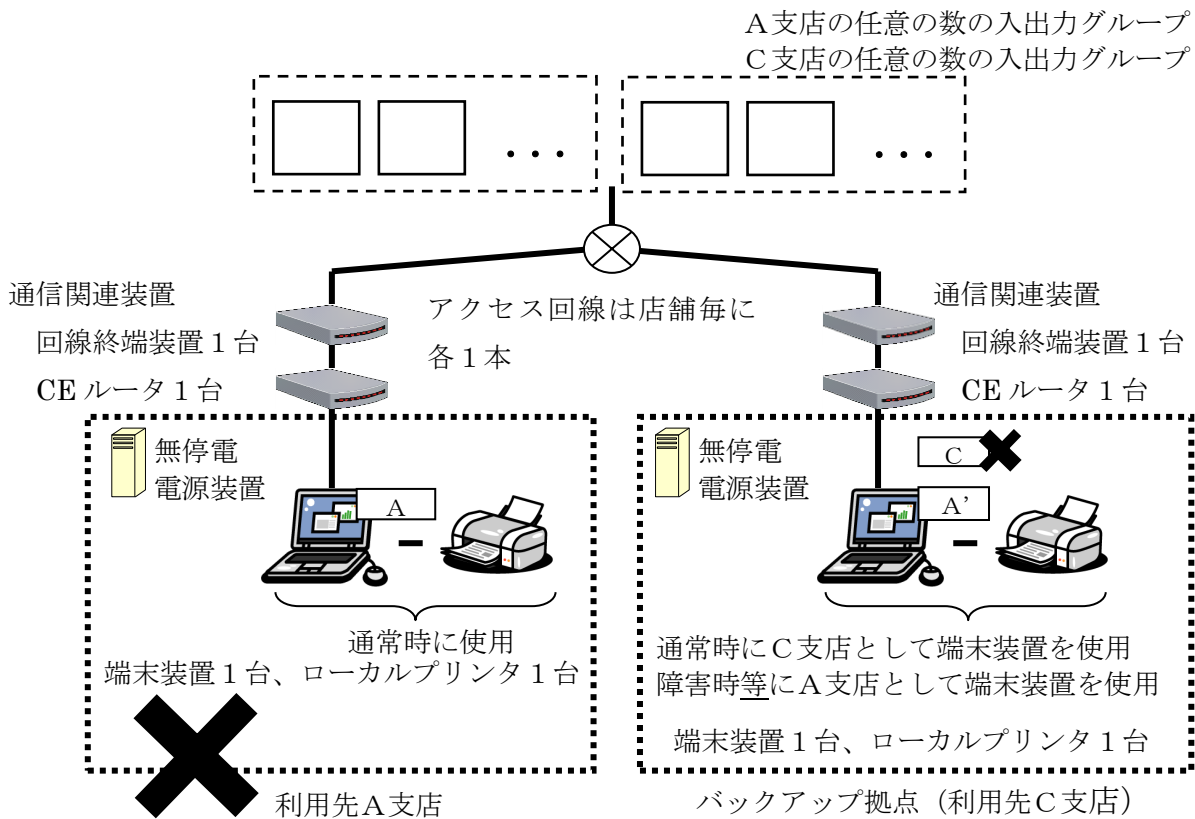 A支店の任意の数の入出力グループ
C支店の任意の数の入出力グループ
・・・
・・・
通信関連装置
回線終端装置1台
CEルータ1台
アクセス回線は店舗毎に
各1本
通信関連装置
回線終端装置1台
CEルータ1台
無停電
電源装置
A
通常時に使用
端末装置1台、ローカルプリンタ1台
利用先A支店
無停電
電源装置
C
A’
通常時にC支店として端末装置を使用
障害時等にA支店として端末装置を使用
端末装置1台、ローカルプリンタ1台
バックアップ拠点(利用先C支店)